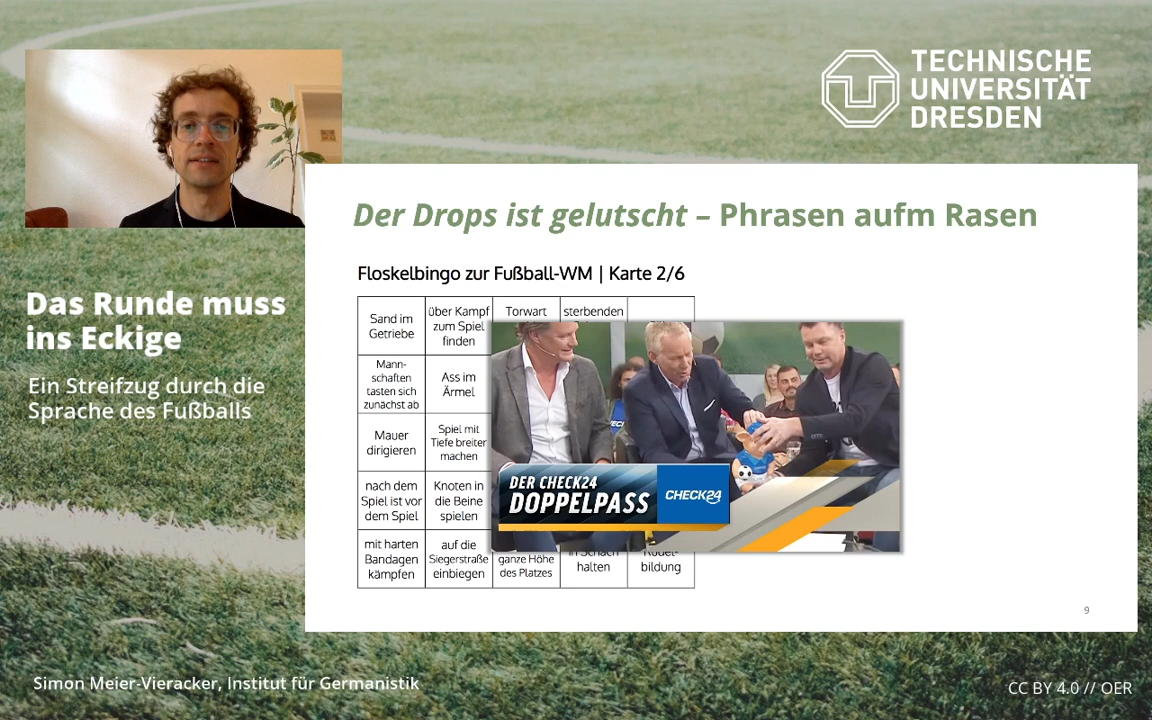 TECHNISCHE
UNIVERSITÄT
DRESDEN
Der Drops ist gelutscht – Phrasen aufm Rasen
Floskelbingo zur Fußball-WM | Karte 2/6
Sand im
Getriebe
über Kampf
zum Spiel
finden
Torwart
sterbenden
Mann-
schaften
tasten sich
zunächst ab
Ass im
Ärmel
Mauer
dirigieren
Spiel mit
Tiefe breiter
machen
nach dem
Spiel ist vor
dem Spiel
Knoten in
die Beine
spielen
mit harten
Bandagen
kämpfen
auf die
Siegerstraße
einbiegen
ganze Höhe
des Platzes
in Schach
halten
Rudel-
bildung
DER CHECK24
DOPPELPASS
CHECK24
9
Das Runde muss
ins Eckige
Ein Streifzug durch die
Sprache des Fußballs
Simon Meier-Vieracker, Institut für Germanistik
CC BY 4.0 // OER